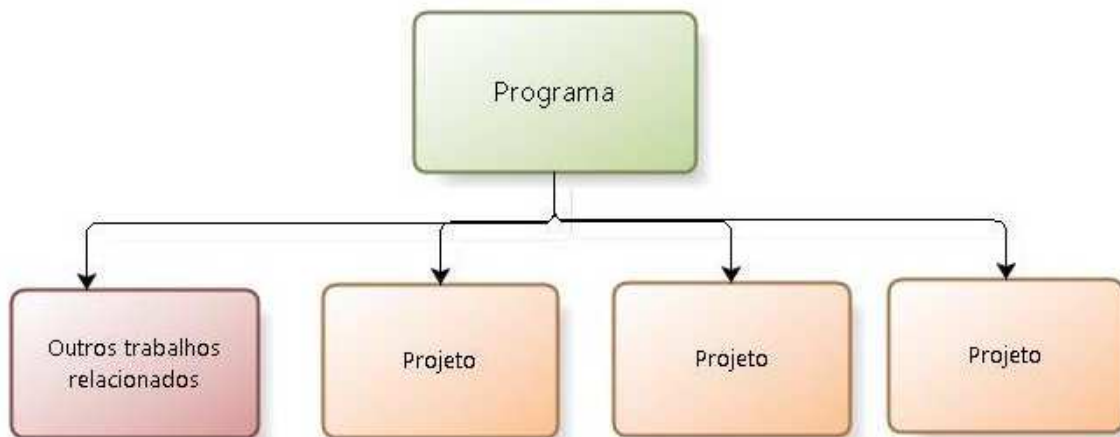 Programa
Outros trabalhos
relacionados
Projeto
Projeto
Projeto